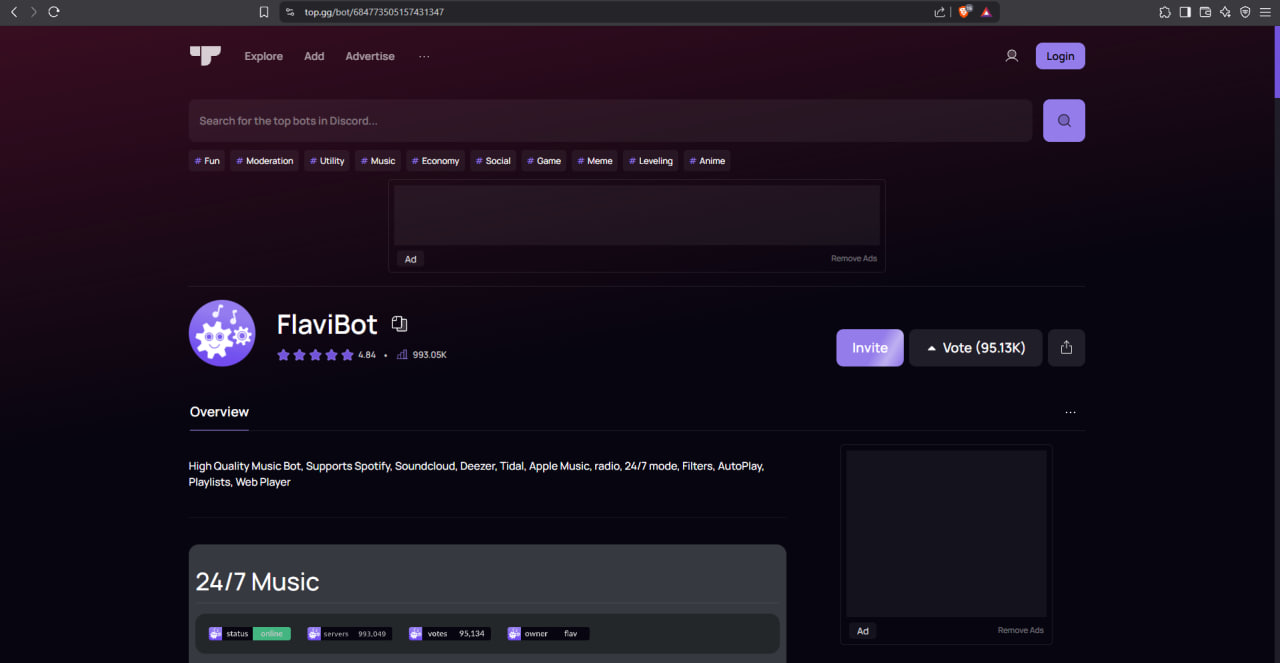 top.gg/bot/684773505157431347
Explore Add Advertise ...
Login
Search for the top bots in Discord...
# Fun # Moderation # Utility # Music # Economy # Social # Game # Meme # Leveling # Anime
Ad Remove Ads
FlaviBot
4.84 • 993.05K
Invite Vote (95.13K)
Overview ...
High Quality Music Bot, Supports Spotify, Soundcloud, Deezer, Tidal, Apple Music, radio, 24/7 mode, Filters, AutoPlay,
Playlists, Web Player
24/7 Music
status online servers 993,049 votes 95,134 owner flav
Ad Remove Ads